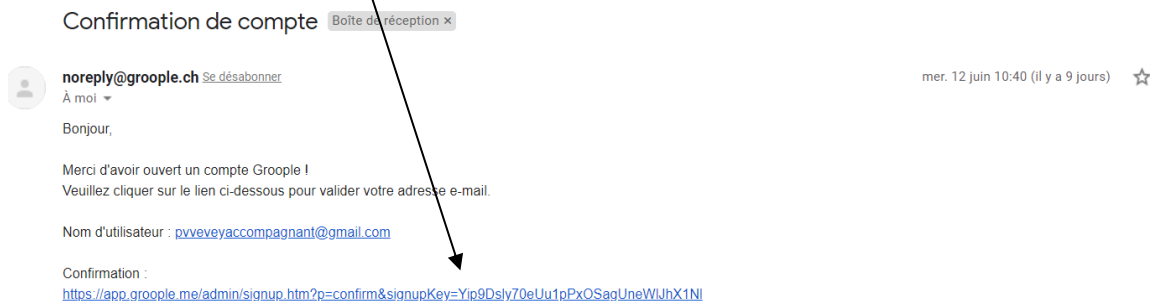 Confirmation de compte Boîte de réception ×
noreply@groople.ch Se désabonner mer. 12 juin 10:40 (il y a 9 jours)
À moi
Bonjour,
Merci d'avoir ouvert un compte Groople !
Veuillez cliquer sur le lien ci-dessous pour valider votre adresse e-mail.
Nom d'utilisateur : pvveveyaccompagnant@gmail.com
Confirmation :
https://app.groople.me/admin/signup.htm?p=confirm&signupKey=Yip9Dsly70eUu1pPxOSagUneWlJhX1Nl